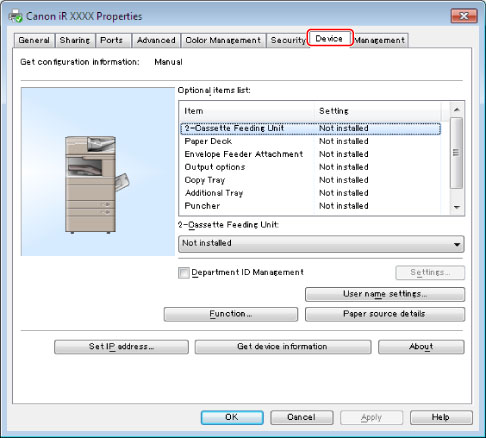 Canon iR XXXX Properties
General Sharing Ports Advanced Color Management Security Device Management
Get configuration information: Manual
Optional items list:
Item Setting
2-Cassette Feeding Unit Not installed
Paper Deck Not installed
Envelope Feeder Attachment Not installed
Output options Not installed
Copy Tray Not installed
Additional Tray Not installed
Puncher Not installed
2-Cassette Feeding Unit:
Not installed
Department ID Management Settings...
User name settings...
Function... Paper source details
Set IP address... Get device information About
OK Cancel Apply Help